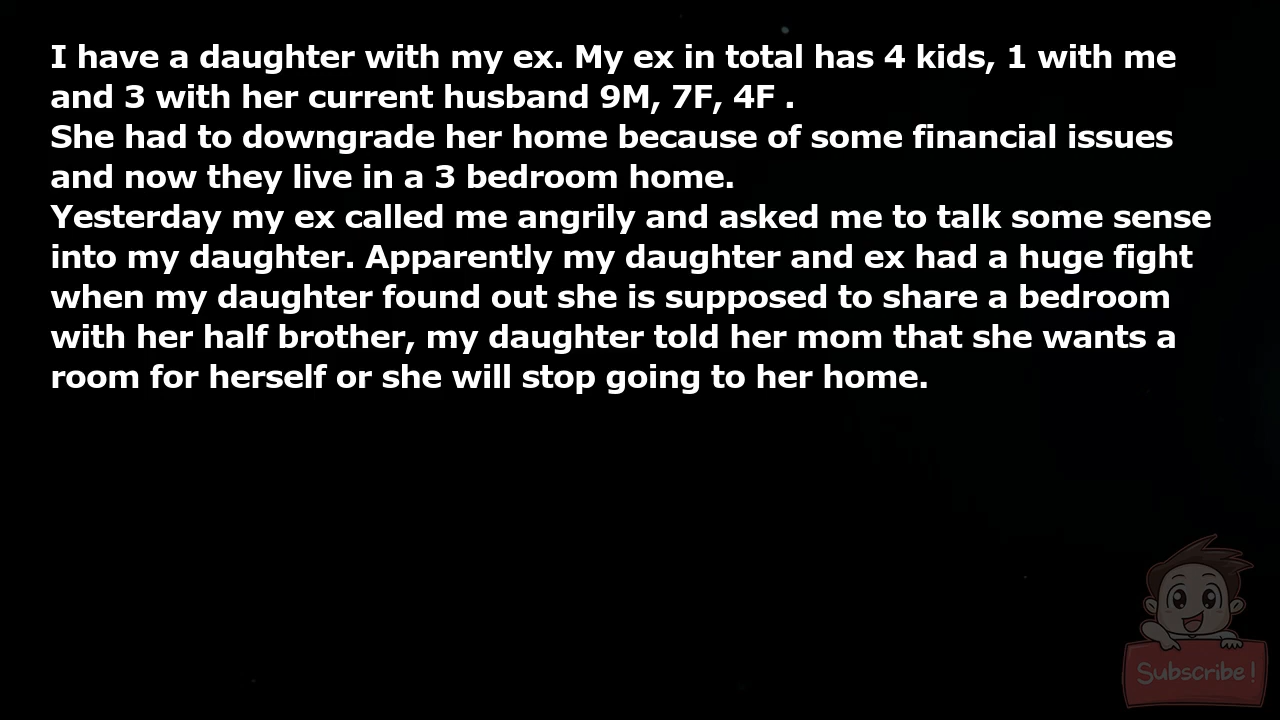 I have a daughter with my ex. My ex in total has 4 kids, 1 with me
and 3 with her current husband 9M, 7F, 4F .
She had to downgrade her home because of some financial issues
and now they live in a 3 bedroom home.
Yesterday my ex called me angrily and asked me to talk some sense
into my daughter. Apparently my daughter and ex had a huge fight
when my daughter found out she is supposed to share a bedroom
with her half brother, my daughter told her mom that she wants a
room for herself or she will stop going to her home.
Subscribe!